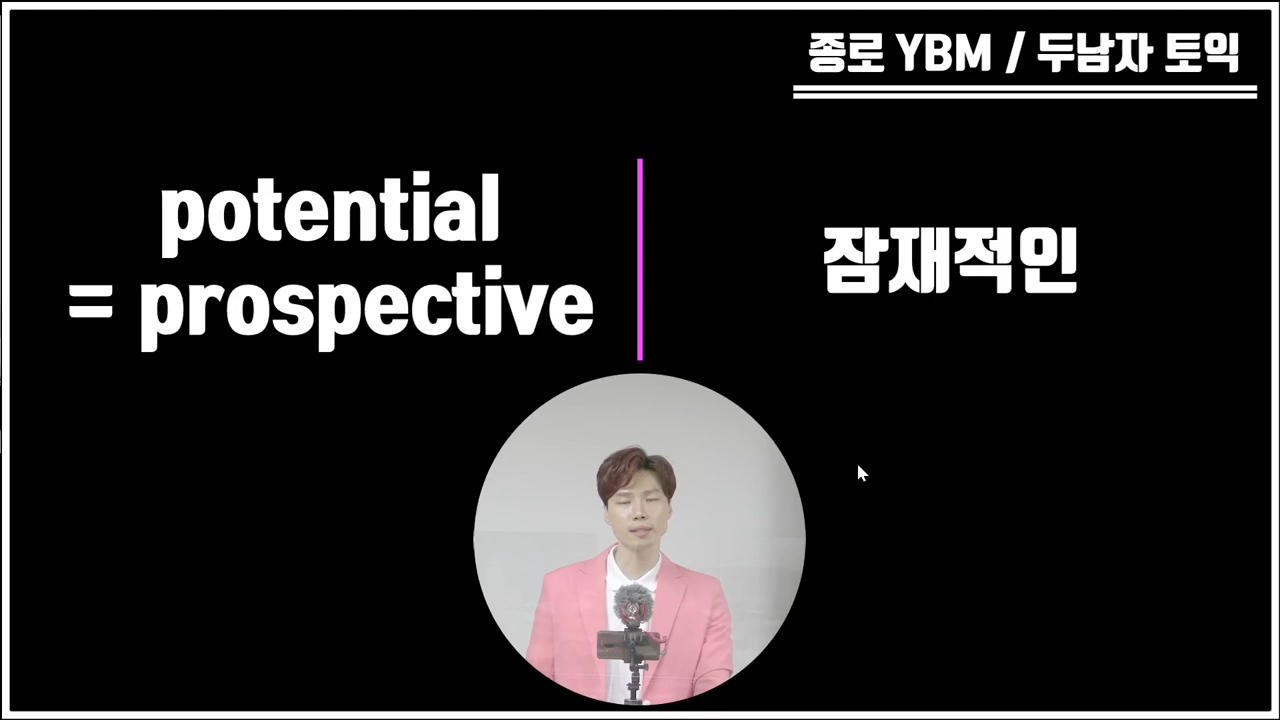 종로 YBM / 두남자 토익
potential
= prospective
잠재적인